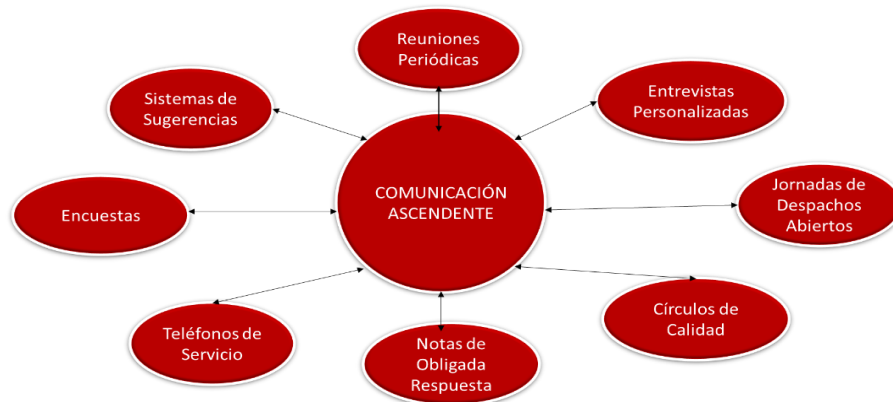 Reuniones
Periódicas
Sistemas de
Sugerencias
Entrevistas
Personalizadas
COMUNICACIÓN
ASCENDENTE
Encuestas
Jornadas de
Despachos
Abiertos
Teléfonos de
Servicio
Notas de
Obligada
Respuesta
Círculos de
Calidad